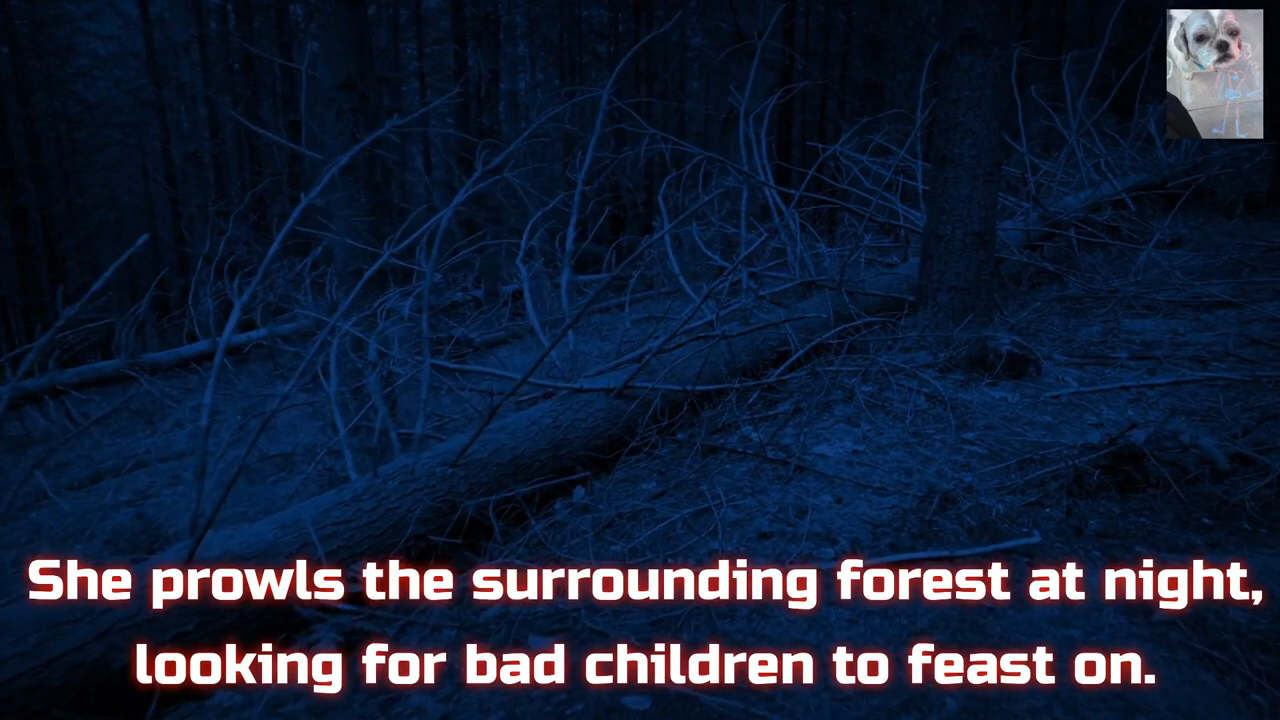 She prowls the surrounding forest at night,
looking for bad children to feast on.